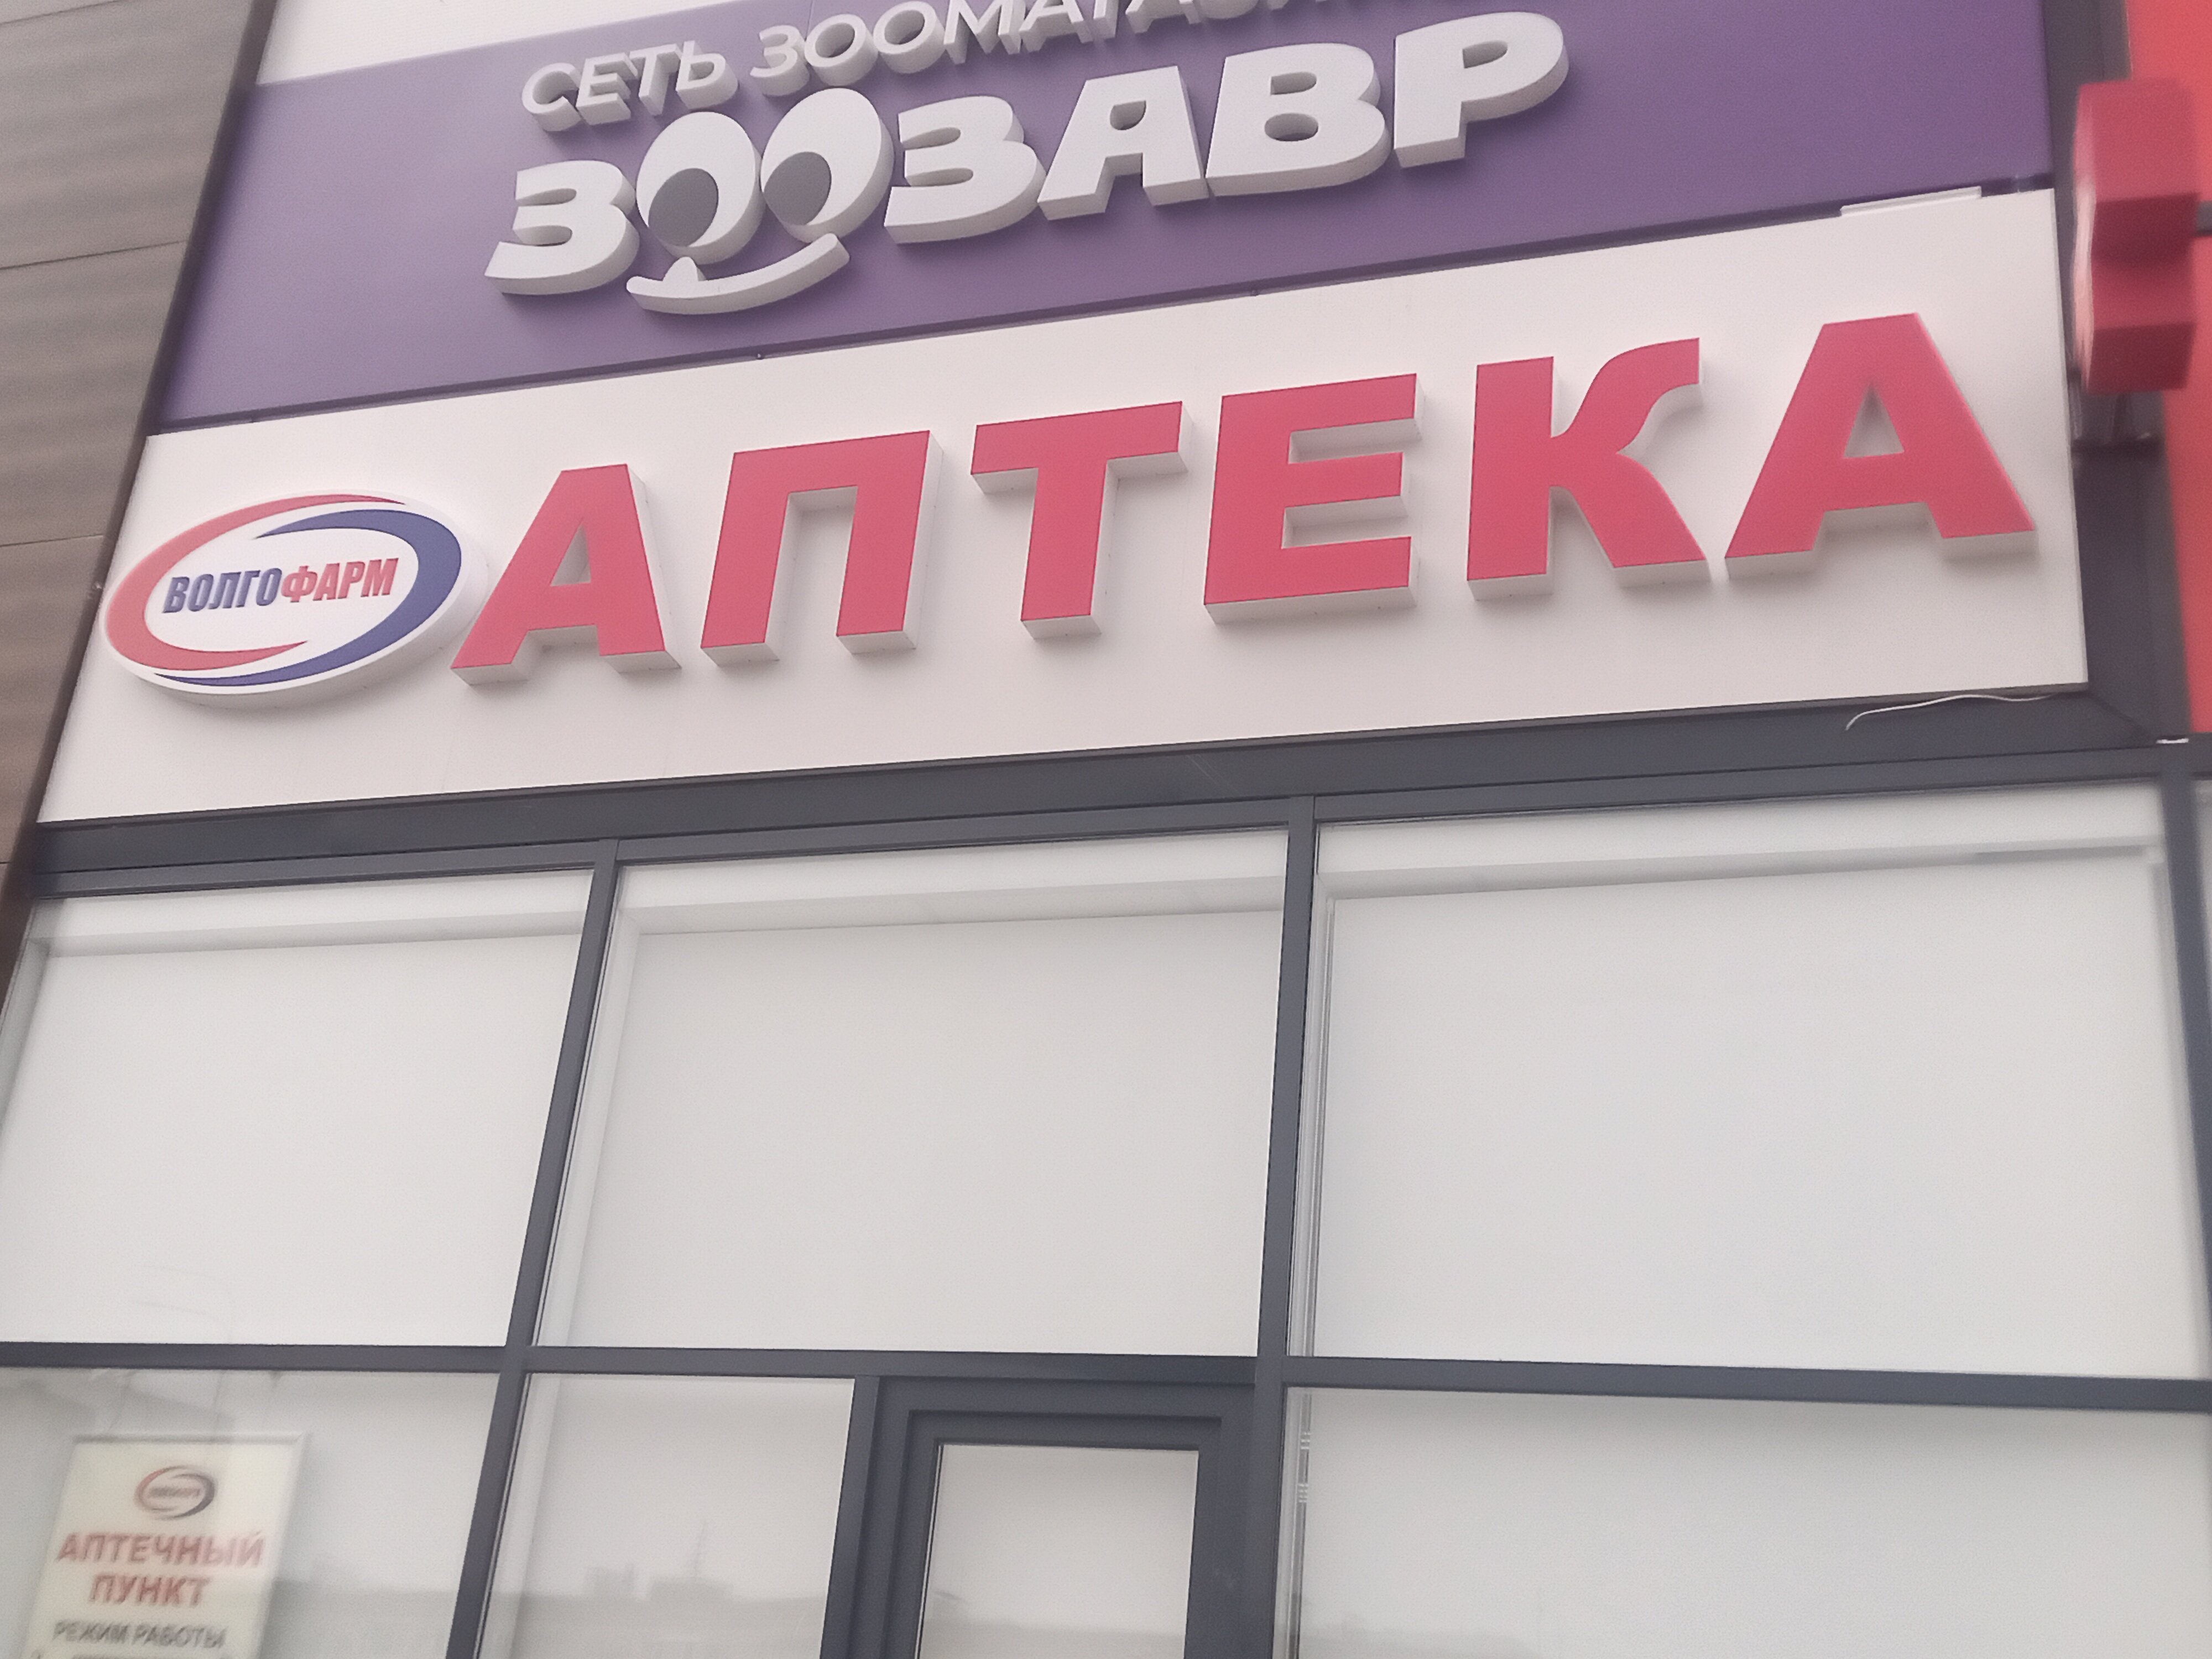 СЕТЬ ЗООМАГАЗИ
ЗООЗАВР
ВОЛГОФАРМ
АПТЕКА
АПТЕЧНЫЙ
ПУНКТ
РЕЖИМ РАБОТЫ